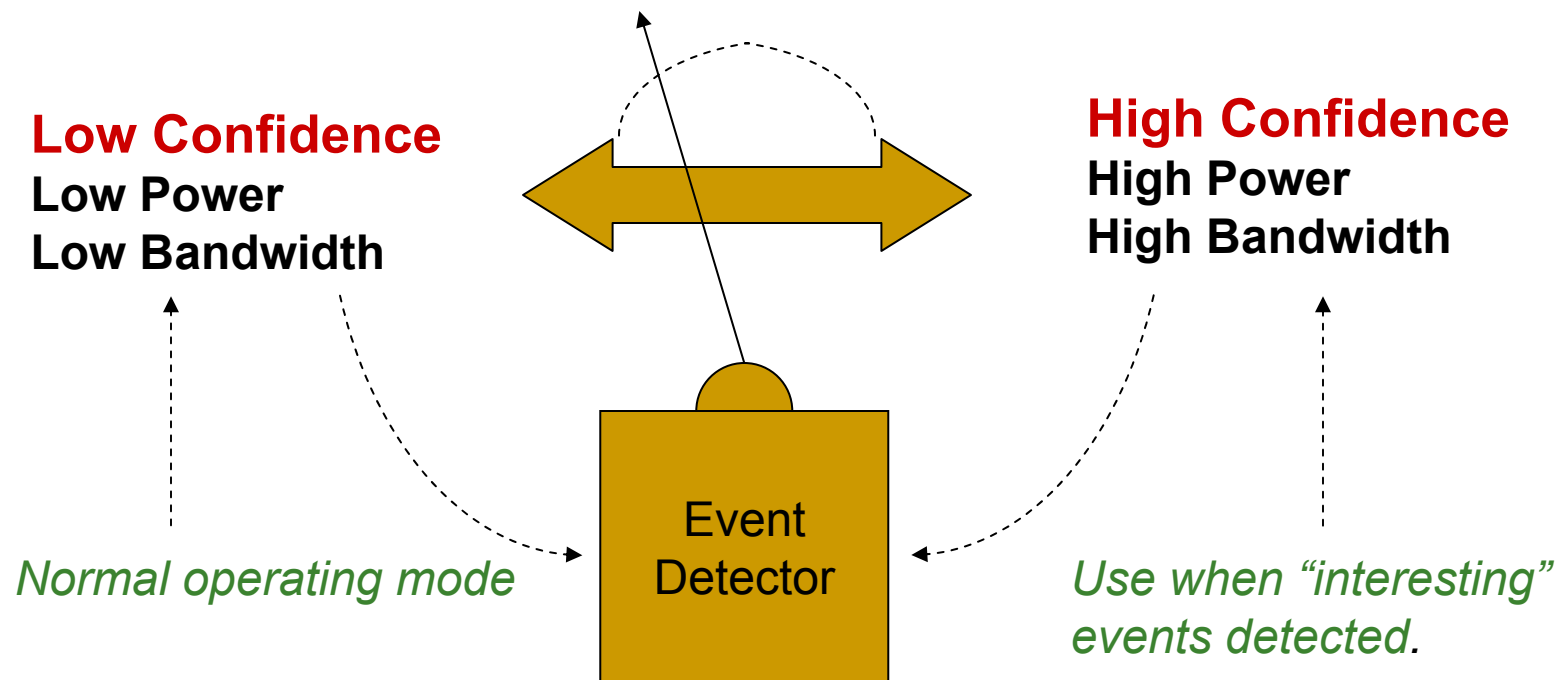 Low Confidence
Low Power
Low Bandwidth
High Confidence
High Power
High Bandwidth
Event
Detector
Normal operating mode
Use when “interesting”
events detected.